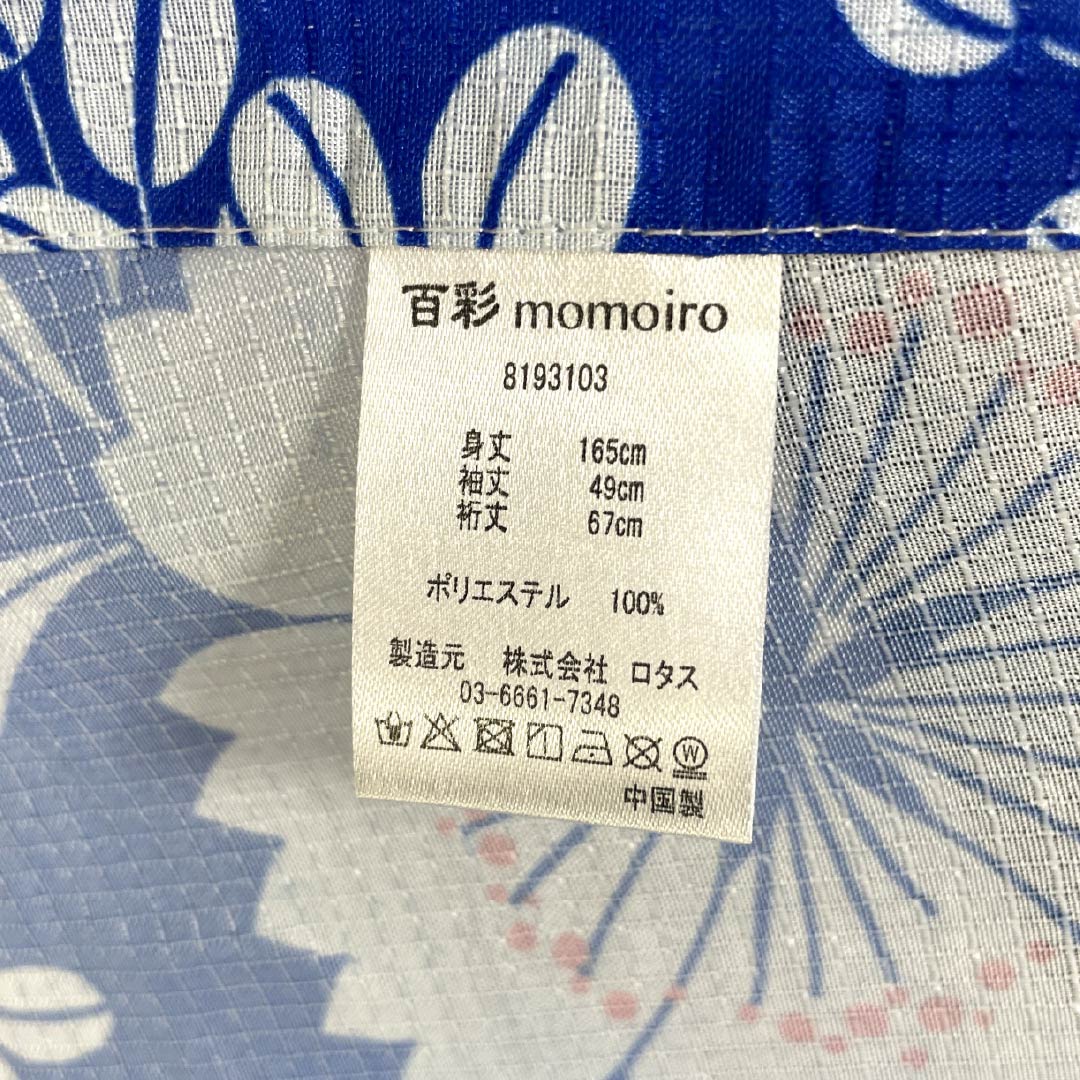 百彩 momoiro
8193103
身丈 165cm
袖丈 49cm
裄丈 67cm
ポリエステル 100%
製造元 株式会社 ロタス
03-6661-7348
W
中国製